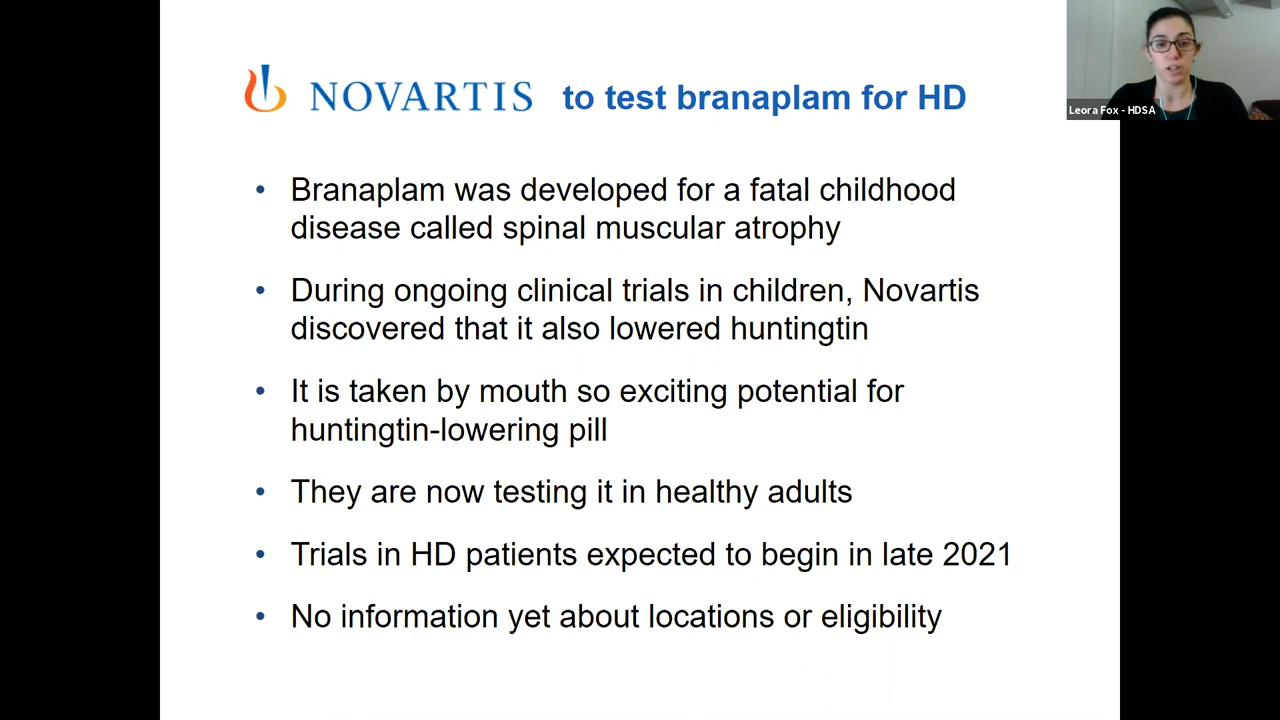 NOVARTIS to test branaplam for HD
Leora Fox - HDSA
• Branaplam was developed for a fatal childhood
disease called spinal muscular atrophy
• During ongoing clinical trials in children, Novartis
discovered that it also lowered huntingtin
• It is taken by mouth so exciting potential for
huntingtin-lowering pill
• They are now testing it in healthy adults
• Trials in HD patients expected to begin in late 2021
• No information yet about locations or eligibility